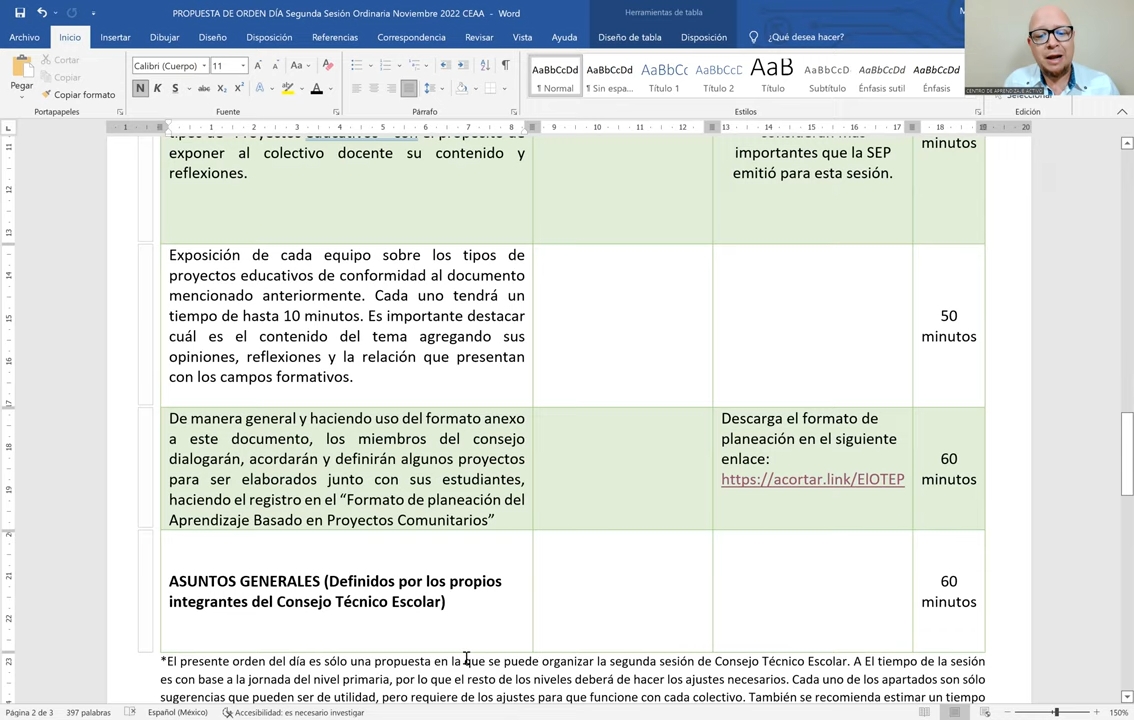 PROPUESTA DE ORDEN DÍA Segunda Sesión Ordinaria Noviembre 2022 CEAA - Word
Herramientas de tabla
Archivo Inicio Insertar Dibujar Diseño Disposición Referencias Correspondencia Revisar Vista Ayuda Diseño de tabla Disposición ¿Qué desea hacer?
Pegar
Cortar
Copiar
Copiar formato
Calibri (Cuerpo) 11
AaBbCcDd AaBbCcDd AaBbCc AaBbCcD AaB AaBbCcD AaBbCcDd AaBbCcDd
¶ Normal ¶ Sin espa... Título 1 Título 2 Título Subtítulo Énfasis sutil Énfasis
CENTRO DE APRENDIZAJE ACTIVO
Portapapeles Fuente Párrafo Estilos Edición
exponer al colectivo docente su contenido y
reflexiones.
importantes que la SEP
emitió para esta sesión.
minutos
Exposición de cada equipo sobre los tipos de
proyectos educativos de conformidad al documento
mencionado anteriormente. Cada uno tendrá un
tiempo de hasta 10 minutos. Es importante destacar
cuál es el contenido del tema agregando sus
opiniones, reflexiones y la relación que presentan
con los campos formativos.
50
minutos
De manera general y haciendo uso del formato anexo
a este documento, los miembros del consejo
dialogarán, acordarán y definirán algunos proyectos
para ser elaborados junto con sus estudiantes,
haciendo el registro en el “Formato de planeación del
Aprendizaje Basado en Proyectos Comunitarios”
Descarga el formato de
planeación en el siguiente
enlace:
https://acortar.link/ElOTEP
60
minutos
ASUNTOS GENERALES (Definidos por los propios
integrantes del Consejo Técnico Escolar)
60
minutos
*El presente orden del día es sólo una propuesta en la que se puede organizar la segunda sesión de Consejo Técnico Escolar. A El tiempo de la sesión
es con base a la jornada del nivel primaria, por lo que el resto de los niveles deberá de hacer los ajustes necesarios. Cada uno de los apartados son sólo
sugerencias que pueden ser de utilidad, pero requiere de los ajustes para que funcione con cada colectivo. También se recomienda estimar un tiempo
Página 2 de 3 397 palabras Español (México) Accesibilidad: es necesario investigar 150%